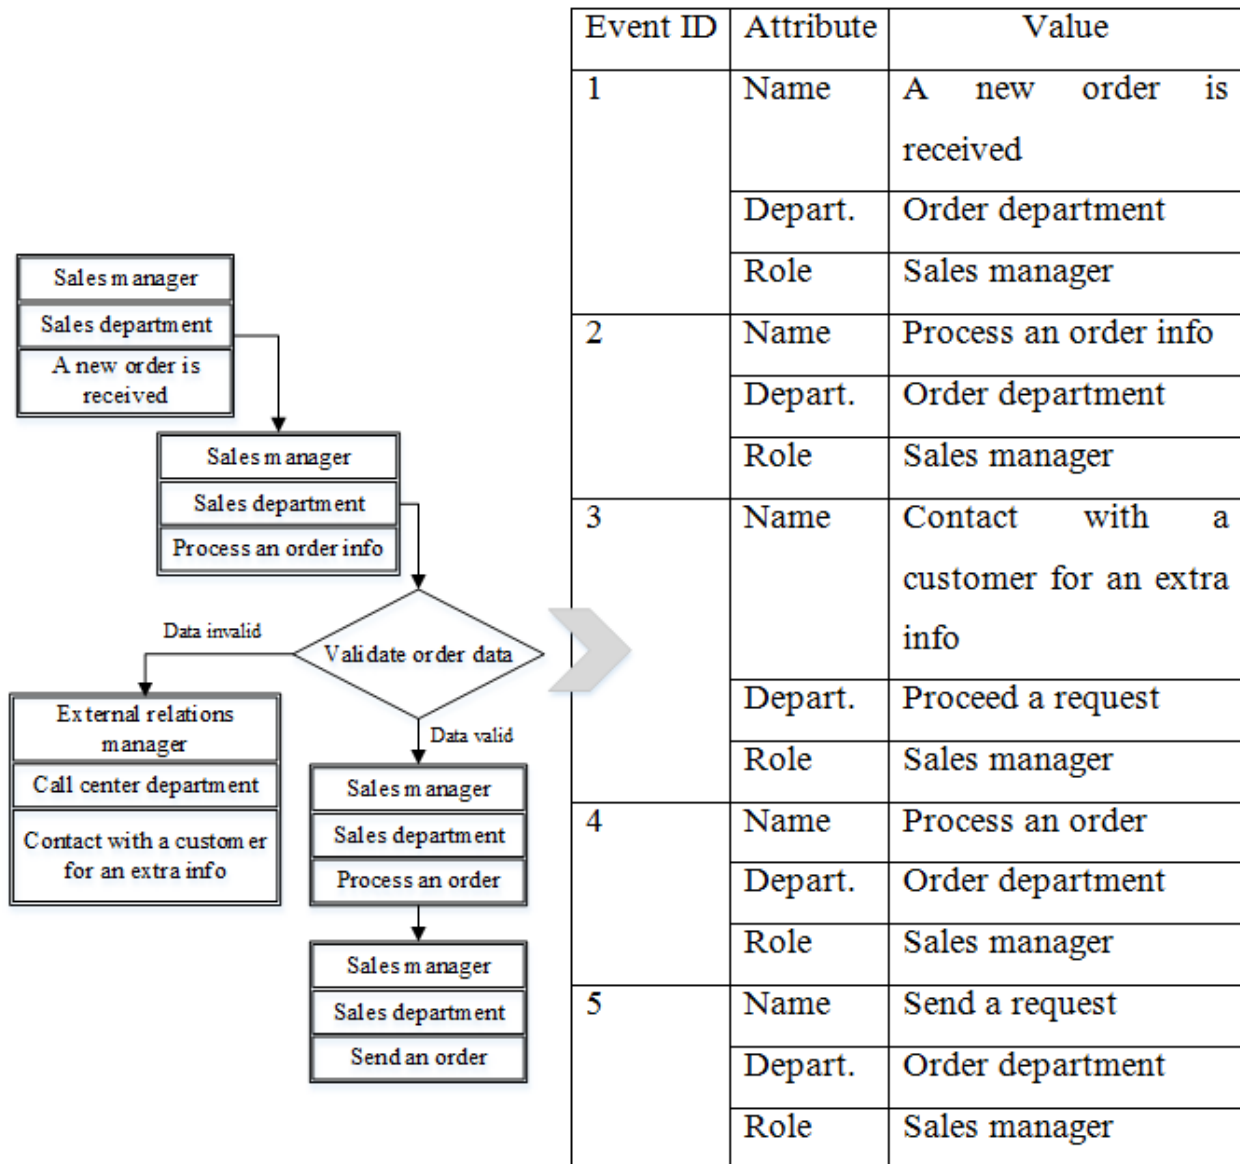 Sales manager
Sales department
A new order is
received
Sales manager
Sales department
Process an order info
Validate order data
Data invalid
External relations
manager
Call center department
Contact with a customer
for an extra info
Data valid
Sales manager
Sales department
Process an order
Sales manager
Sales department
Send an order
Event ID Attribute Value
1 Name A new order is
received
Depart. Order department
Role Sales manager
2 Name Process an order info
Depart. Order department
Role Sales manager
3 Name Contact with a
customer for an extra
info
Depart. Proceed a request
Role Sales manager
4 Name Process an order
Depart. Order department
Role Sales manager
5 Name Send a request
Depart. Order department
Role Sales manager